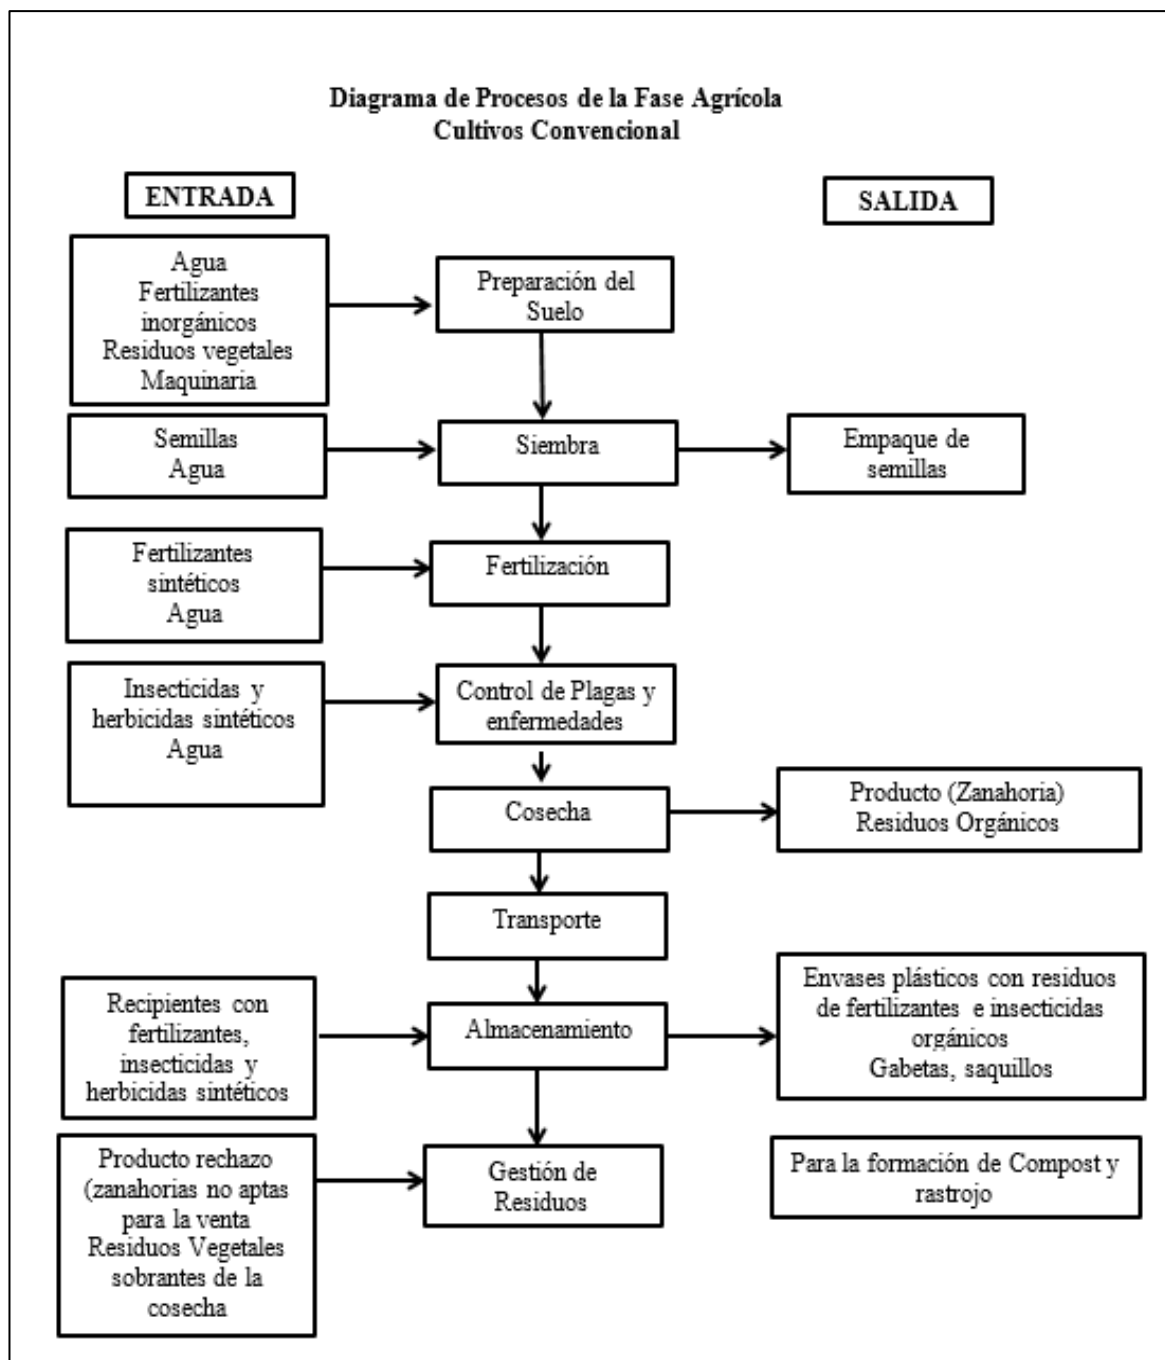 Diagrama de Procesos de la Fase Agrícola
Cultivos Convencional
ENTRADA
SALIDA
Agua
Fertilizantes
inorgánicos
Residuos vegetales
Maquinaria
Preparación del
Suelo
Semillas
Agua
Siembra
Empaque de
semillas
Fertilizantes
sintéticos
Agua
Fertilización
Insecticidas y
herbicidas sintéticos
Agua
Control de Plagas y
enfermedades
Cosecha
Producto (Zanahoria)
Residuos Orgánicos
Transporte
Recipientes con
fertilizantes,
insecticidas y
herbicidas sintéticos
Almacenamiento
Envases plásticos con residuos
de fertilizantes e insecticidas
orgánicos
Gabetas, saquillos
Producto rechazo
(zanahorias no aptas
para la venta
Residuos Vegetales
sobrantes de la
cosecha
Gestión de
Residuos
Para la formación de Compost y
rastrojo